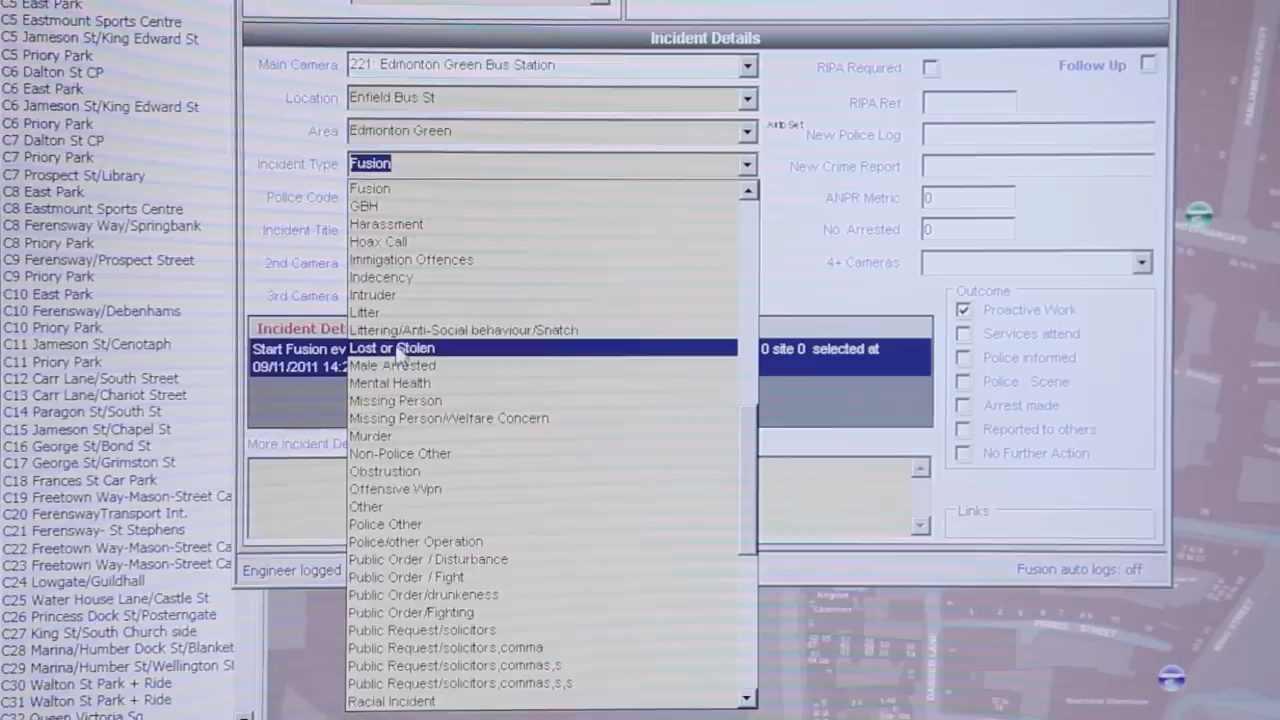 C5 East Park
C5 Eastmount Sports Centre
C5 Jameson St/King Edward St
C5 Priory Park
C6 Dalton St CP
C6 East Park
C6 Jameson St/King Edward St
C6 Priory Park
C7 Dalton St CP
C7 Priory Park
C7 Prospect St/Library
C8 East Park
C8 Eastmount Sports Centre
C8 Ferensway Way/Springbank
C8 Priory Park
C9 Ferensway/Prospect Street
C9 Priory Park
C10 East Park
C10 Ferensway/Debenhams
C10 Priory Park
C11 Jameson St/Cenotaph
C11 Priory Park
C12 Carr Lane/South Street
C13 Carr Lane/Chariot Street
C14 Paragon St/South St
C15 Jameson St/Chapel St
C16 George St/Bond St
C17 George St/Grimston St
C18 Frances St Car Park
C19 Freetown Way-Mason-Street Ca
C20 FerenswayTransport Int.
C21 Ferensway- St Stephens
C22 Freetown Way-Mason-Street Ca
C23 Freetown Way-Mason-Street Ca
C24 Lowgate/Guildhall
C25 Water House Lane/Castle St
C26 Princess Dock St/Posterngate
C27 King St/South Church side
C28 Marina/Humber Dock St/Blanket
C29 Marina/Humber St/Wellington St
C30 Walton St Park + Ride
C31 Walton St Park + Ride
C32 Queen Victoria Sq
Incident Details
Main Camera 221: Edmonton Green Bus Station
Location Enfield Bus St
Area Edmonton Green
Incident Type Fusion
Police Code
Incident Title
2nd Camera
3rd Camera
Fusion
GBH
Harassment
Hoax Call
Immigation Offences
Indecency
Intruder
Litter
Littering/Anti-Social behaviour/Snatch
Lost or Stolen
Male Arrested
Mental Health
Missing Person
Missing Person/Welfare Concern
Murder
Non-Police Other
Obstruction
Offensive Wpn
Other
Police Other
Police/other Operation
Public Order / Disturbance
Public Order / Fight
Public Order/drunkeness
Public Order/Fighting
Public Request/solicitors
Public Request/solicitors,comma
Public Request/solicitors,commas,s
Public Request/solicitors,commas,s,s
Racial Incident
Incident Det
Start Fusion ev
0 site 0 selected at
09/11/2011 14:2
More Incident De
Engineer logged
RIPA Required
Follow Up
RIPA Ref
Auto Set
New Police Log
New Crime Report
ANPR Metric 0
No. Arrested 0
4+ Cameras
Outcome
Proactive Work
Services attend
Police informed
Police Scene
Arrest made
Reported to others
No Further Action
Links
Fusion auto logs: off
PARLIAMENT STREET